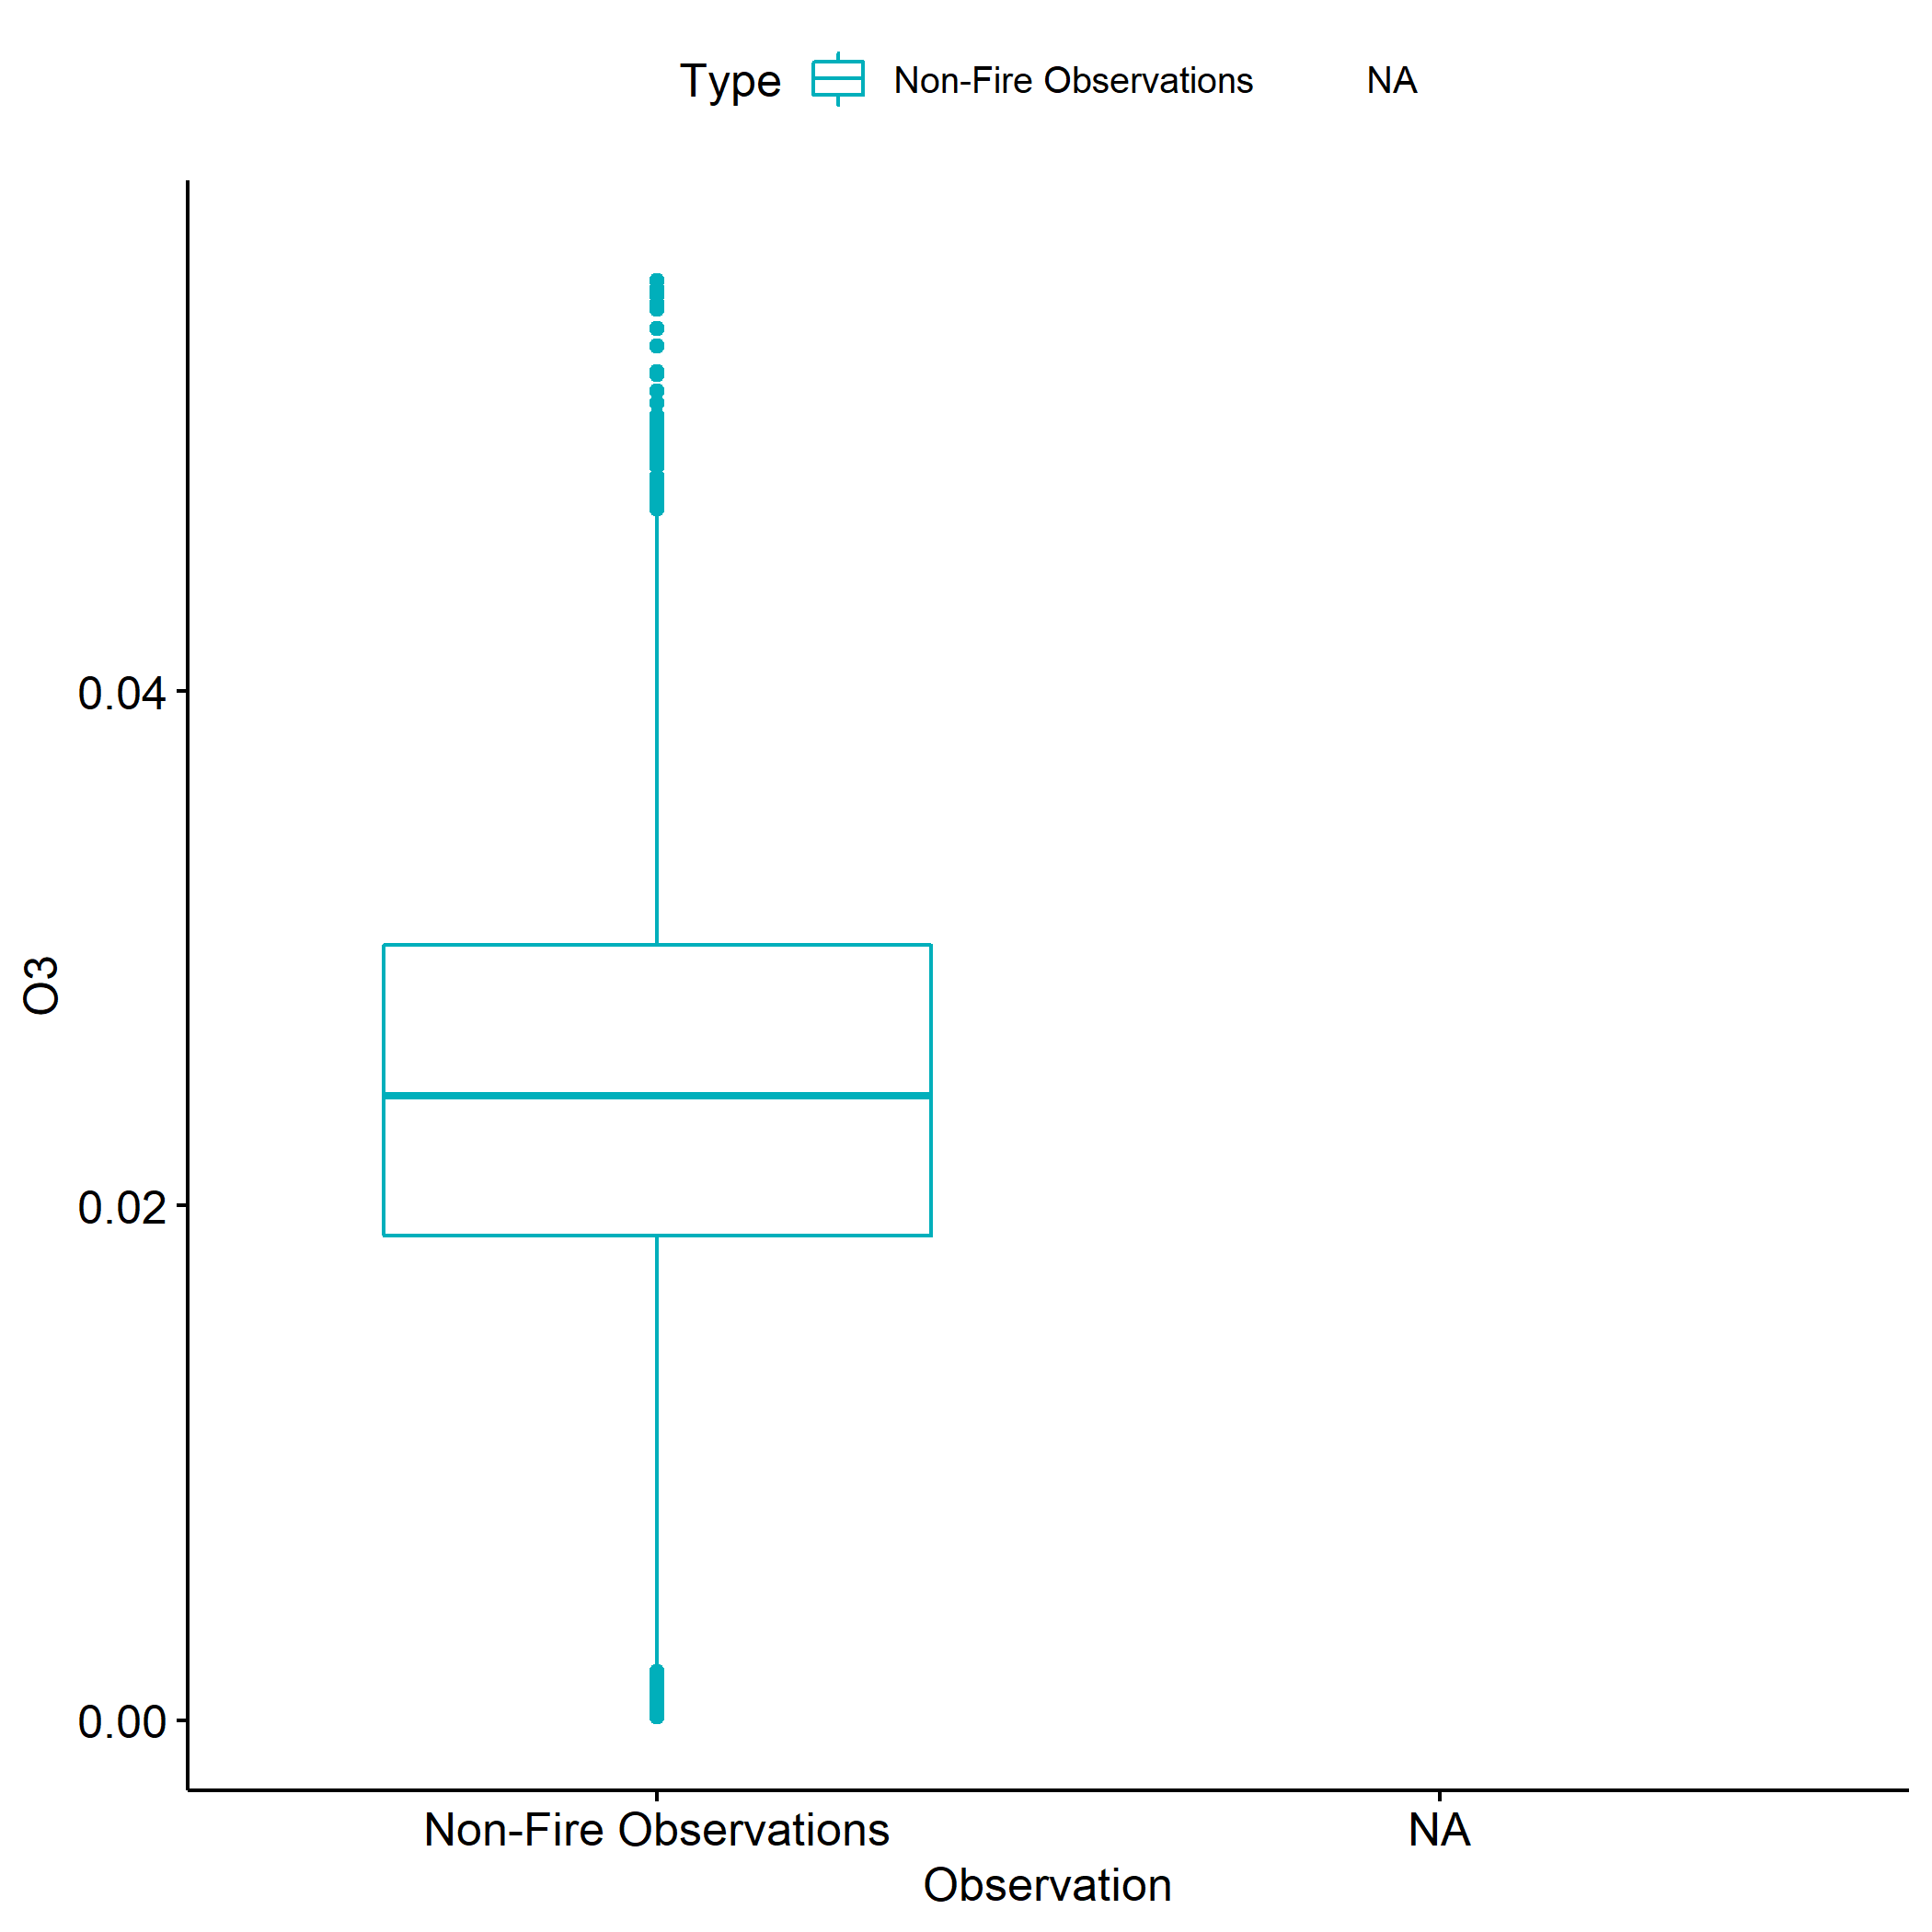 Type Non-Fire Observations NA
0.04
O3
0.02
0.00
Non-Fire Observations NA
Observation